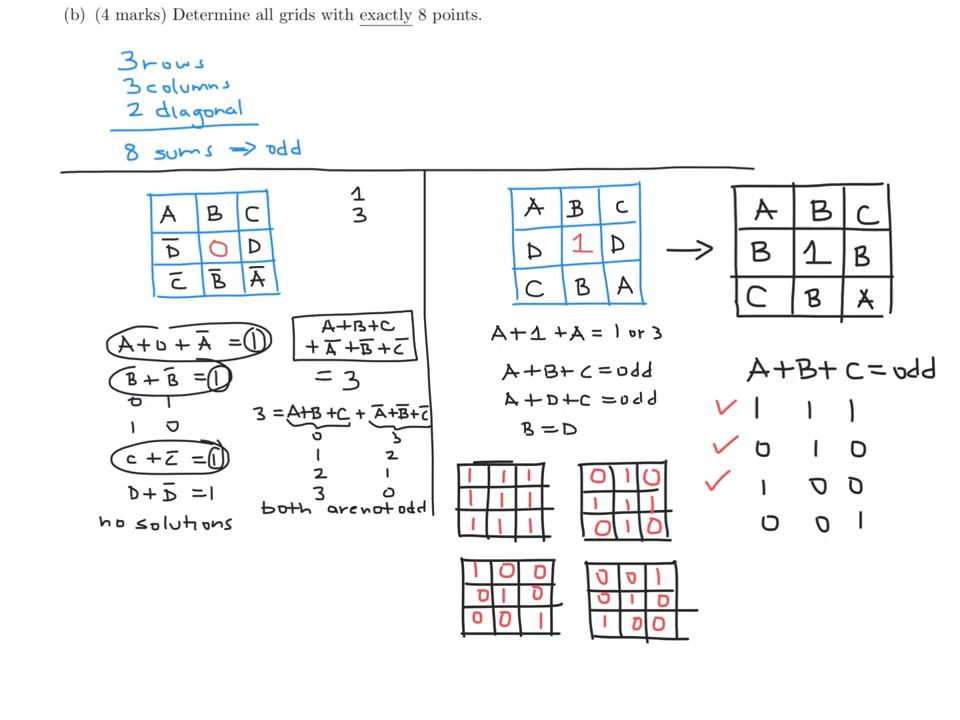 (b) (4 marks) Determine all grids with exactly 8 points.
3 rows
3 columns
2 diagonal
8 sums → odd
A B C
D̅ 0 D
C̅ B̅ A̅
1
3
A + 0 + A̅ = 1
B̅ + B̅ = 1
0 1
1 0
C + C̅ = 1
D + D̅ = 1
no solutions
A+B+C
+ A̅+B̅+C̅
= 3
3 = A+B+C + A̅+B̅+C̅
0 3
1 2
2 1
3 0
both are not odd
A B C
D 1 D
C B A
→
A B C
B 1 B
C B A
A+1+A = 1 or 3
A+B+C = odd
A+D+C = odd
B = D
1 1 1
1 1 1
1 1 1
0 1 0
1 1 1
0 1 0
1 0 0
0 1 0
0 0 1
0 0 1
0 1 0
1 0 0
A+B+C = odd
✓ 1 1 1
✓ 0 1 0
✓ 1 0 0
0 0 1